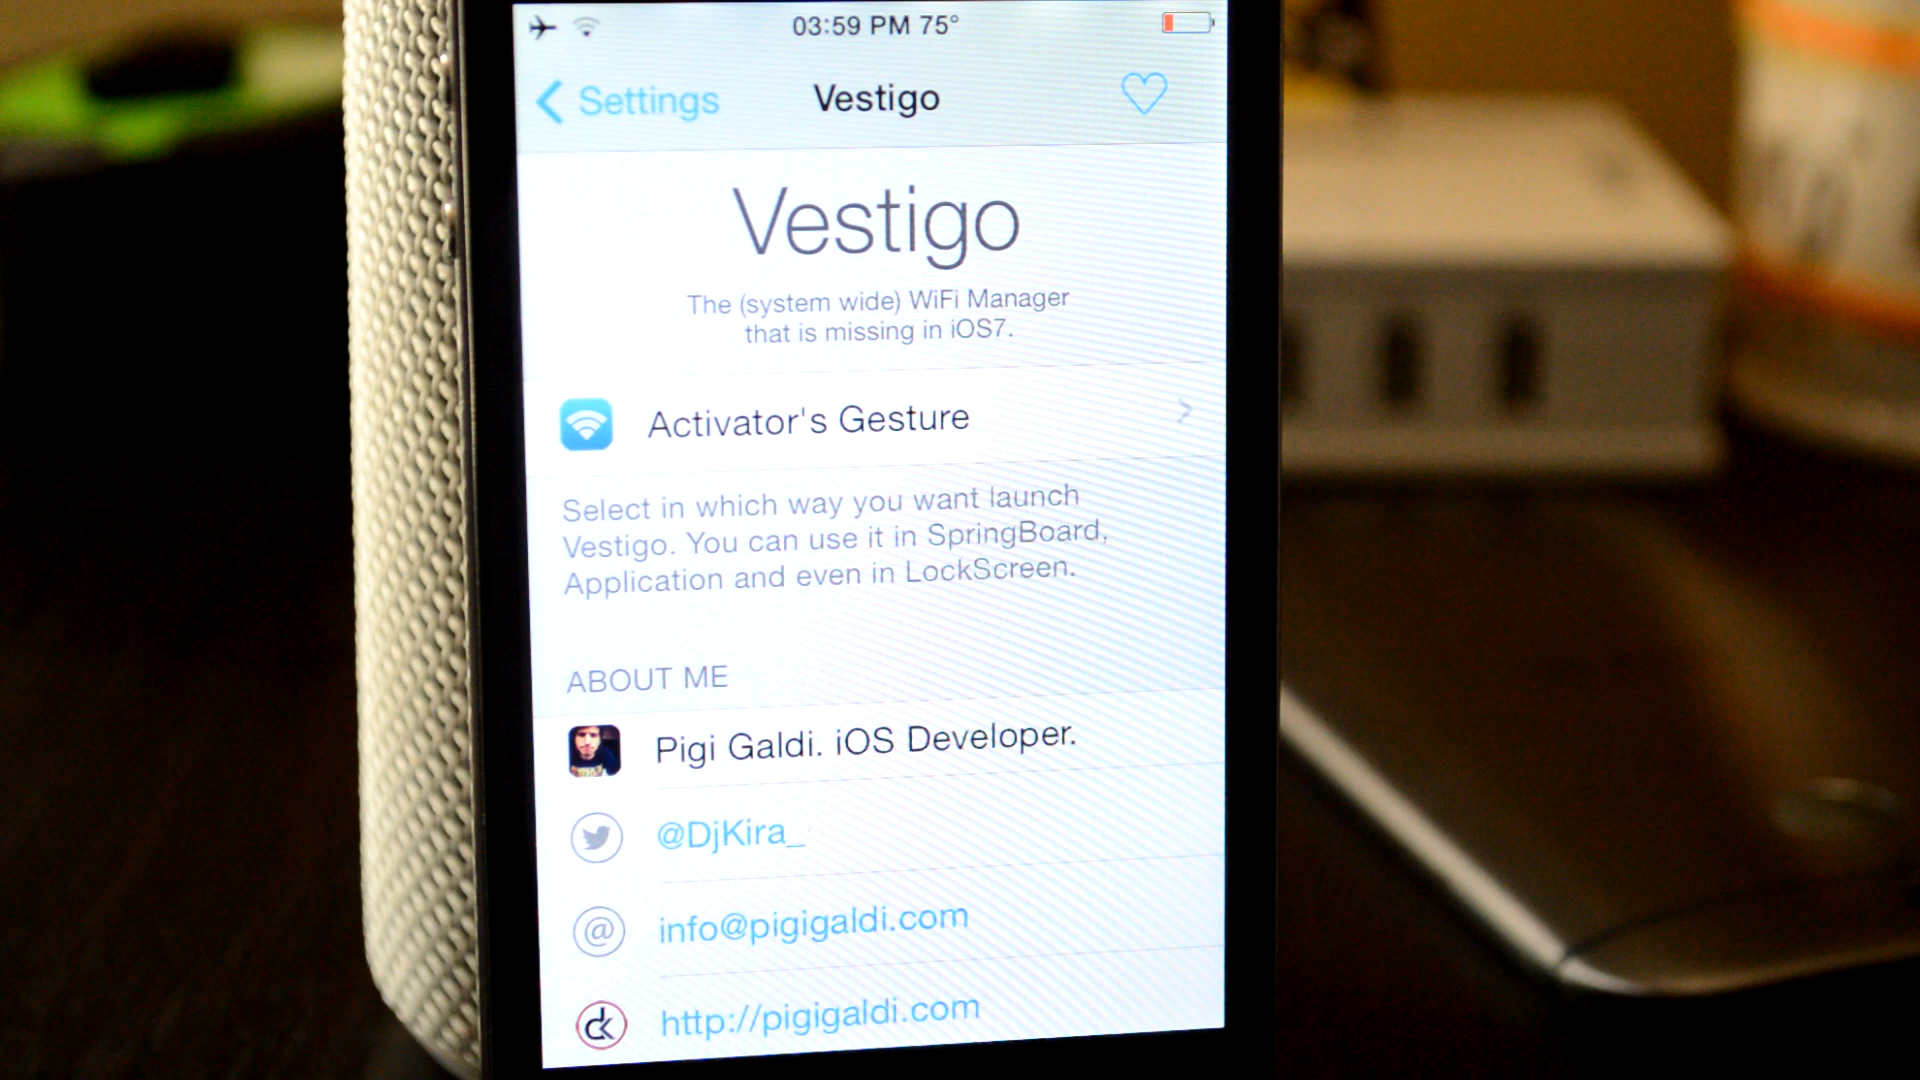 03:59 PM 75°
Settings
Vestigo
Vestigo
The (system wide) WiFi Manager
that is missing in iOS7.
Activator's Gesture
Select in which way you want launch
Vestigo. You can use it in SpringBoard,
Application and even in LockScreen.
ABOUT ME
Pigi Galdi. iOS Developer.
@DjKira_
info@pigigaldi.com
http://pigigaldi.com